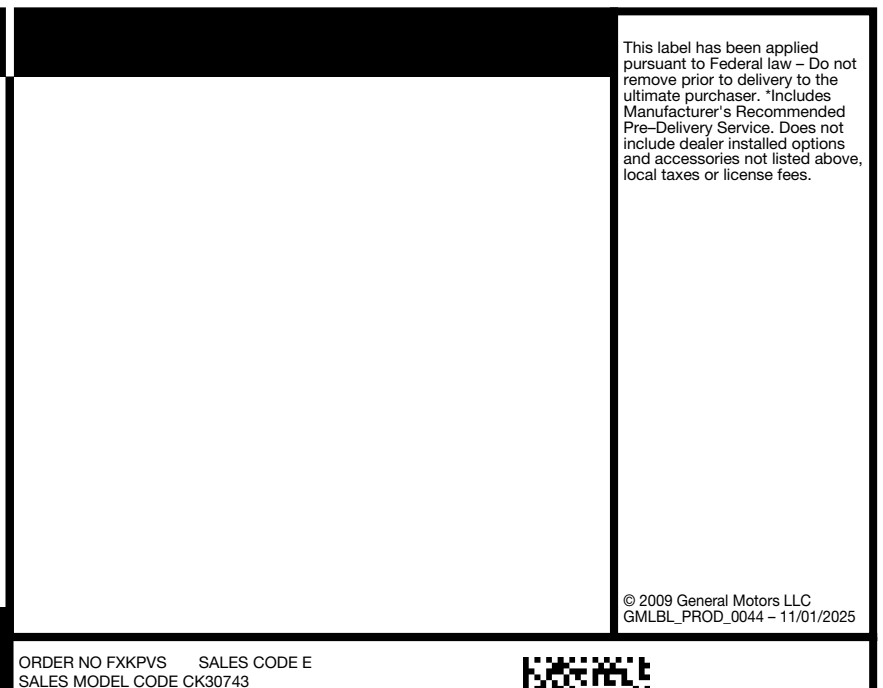 This label has been applied
pursuant to Federal law – Do not
remove prior to delivery to the
ultimate purchaser. *Includes
Manufacturer's Recommended
Pre–Delivery Service. Does not
include dealer installed options
and accessories not listed above,
local taxes or license fees.
© 2009 General Motors LLC
GMLBL_PROD_0044 – 11/01/2025
ORDER NO FXKPVS SALES CODE E
SALES MODEL CODE CK30743